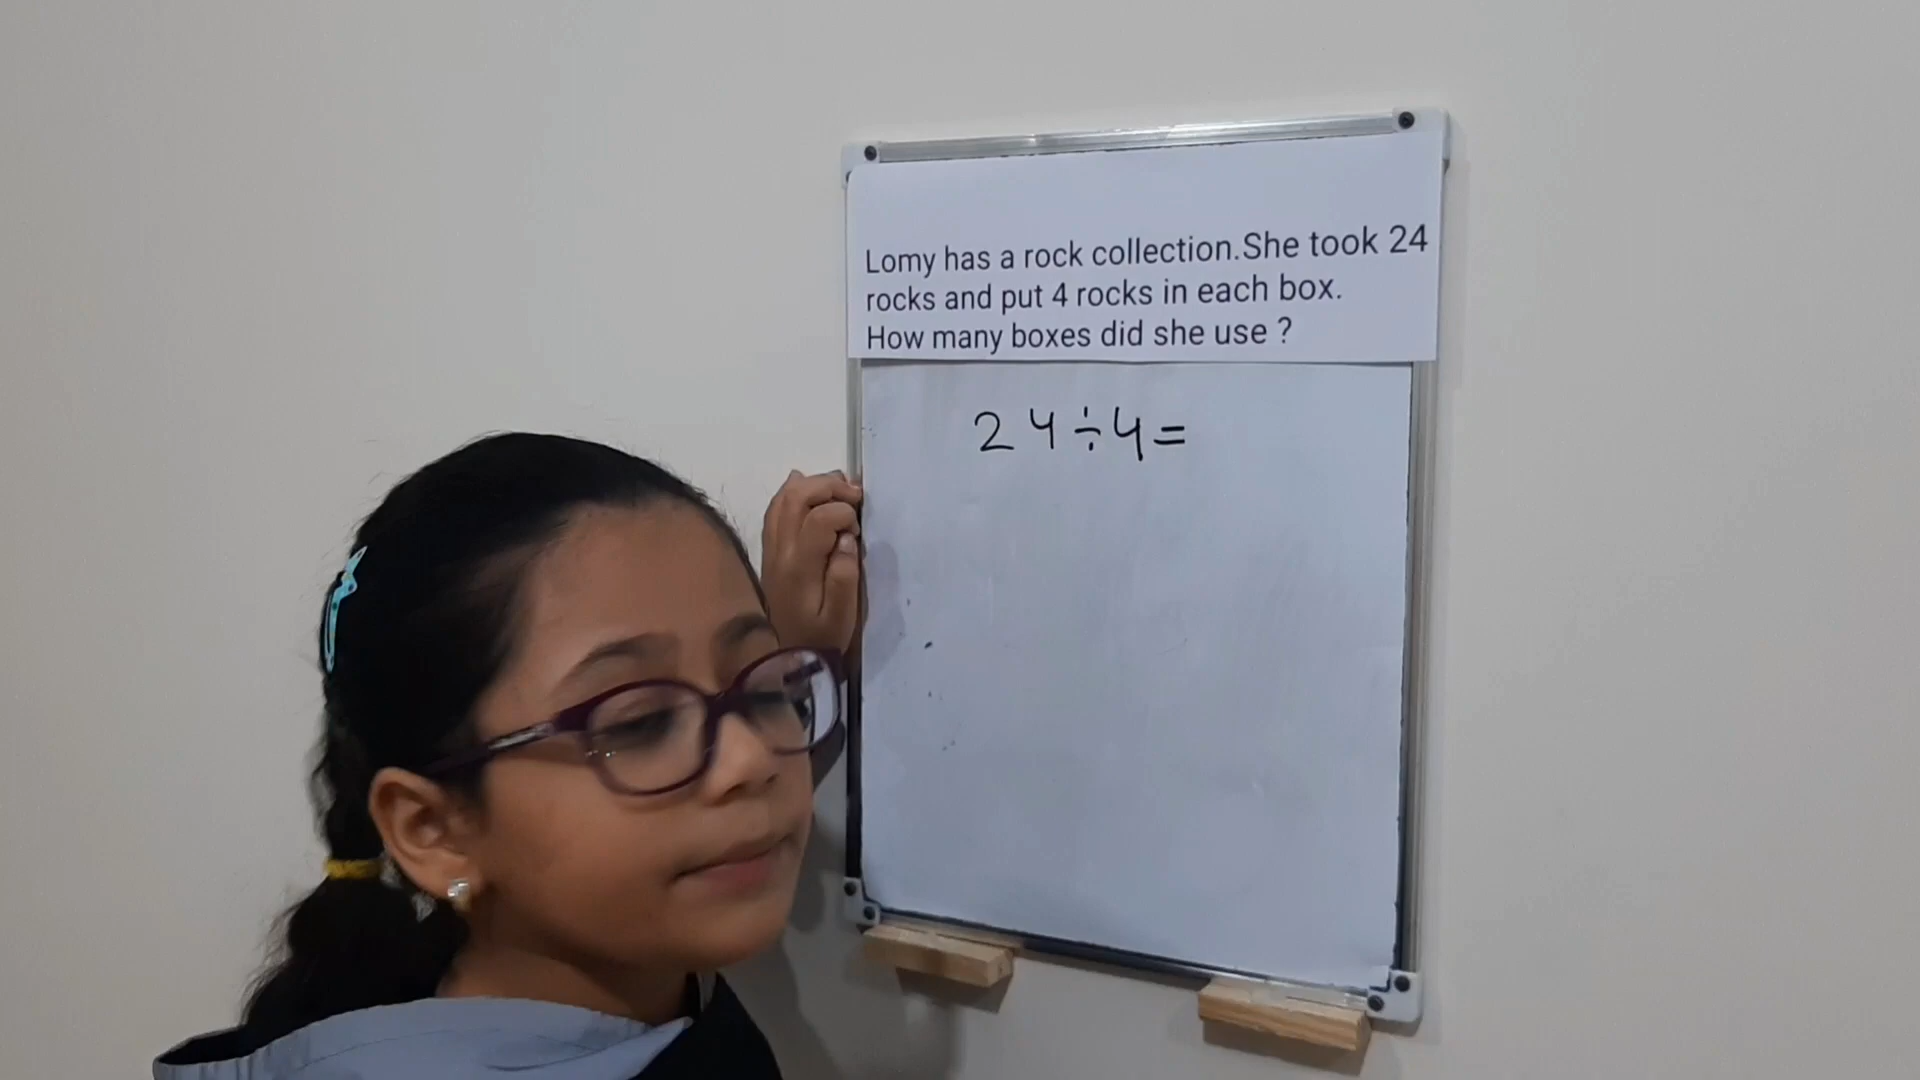 Lomy has a rock collection.She took 24
rocks and put 4 rocks in each box.
How many boxes did she use ?
24÷4=